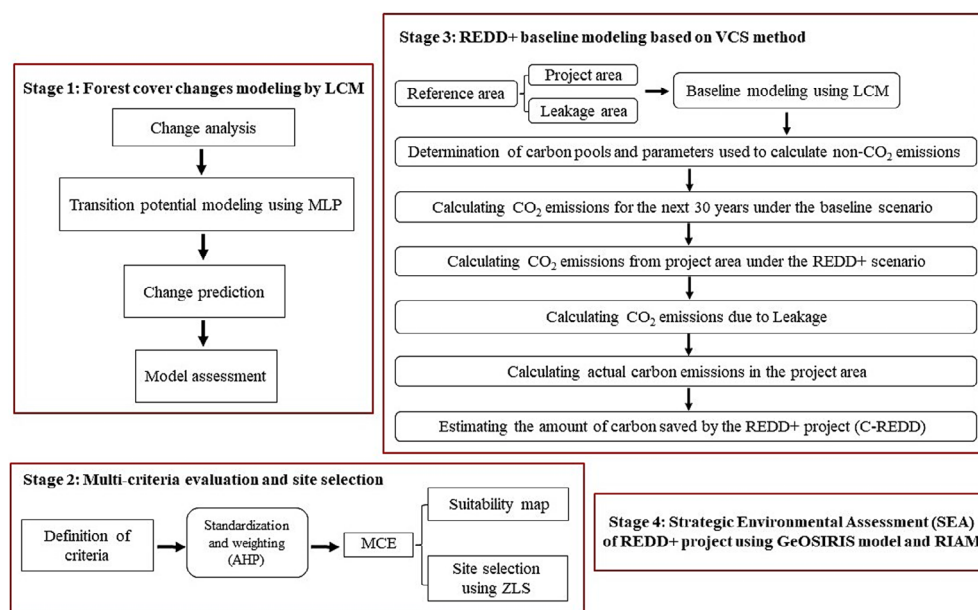 Stage 1: Forest cover changes modeling by LCM
Change analysis
Transition potential modeling using MLP
Change prediction
Model assessment
Stage 3: REDD+ baseline modeling based on VCS method
Reference area
Project area
Leakage area
Baseline modeling using LCM
Determination of carbon pools and parameters used to calculate non-CO₂ emissions
Calculating CO₂ emissions for the next 30 years under the baseline scenario
Calculating CO₂ emissions from project area under the REDD+ scenario
Calculating CO₂ emissions due to Leakage
Calculating actual carbon emissions in the project area
Estimating the amount of carbon saved by the REDD+ project (C-REDD)
Stage 2: Multi-criteria evaluation and site selection
Definition of
criteria
Standardization
and weighting
(AHP)
MCE
Suitability map
Site selection
using ZLS
Stage 4: Strategic Environmental Assessment (SEA)
of REDD+ project using GeOSIRIS model and RIAM